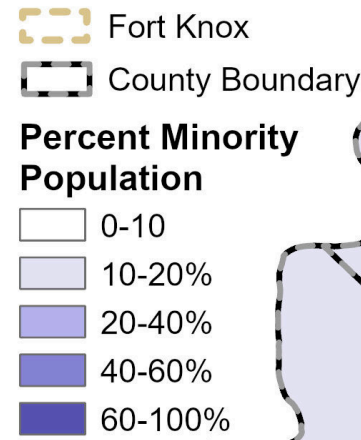 Fort Knox
County Boundary
Percent Minority
Population
0-10
10-20%
20-40%
40-60%
60-100%